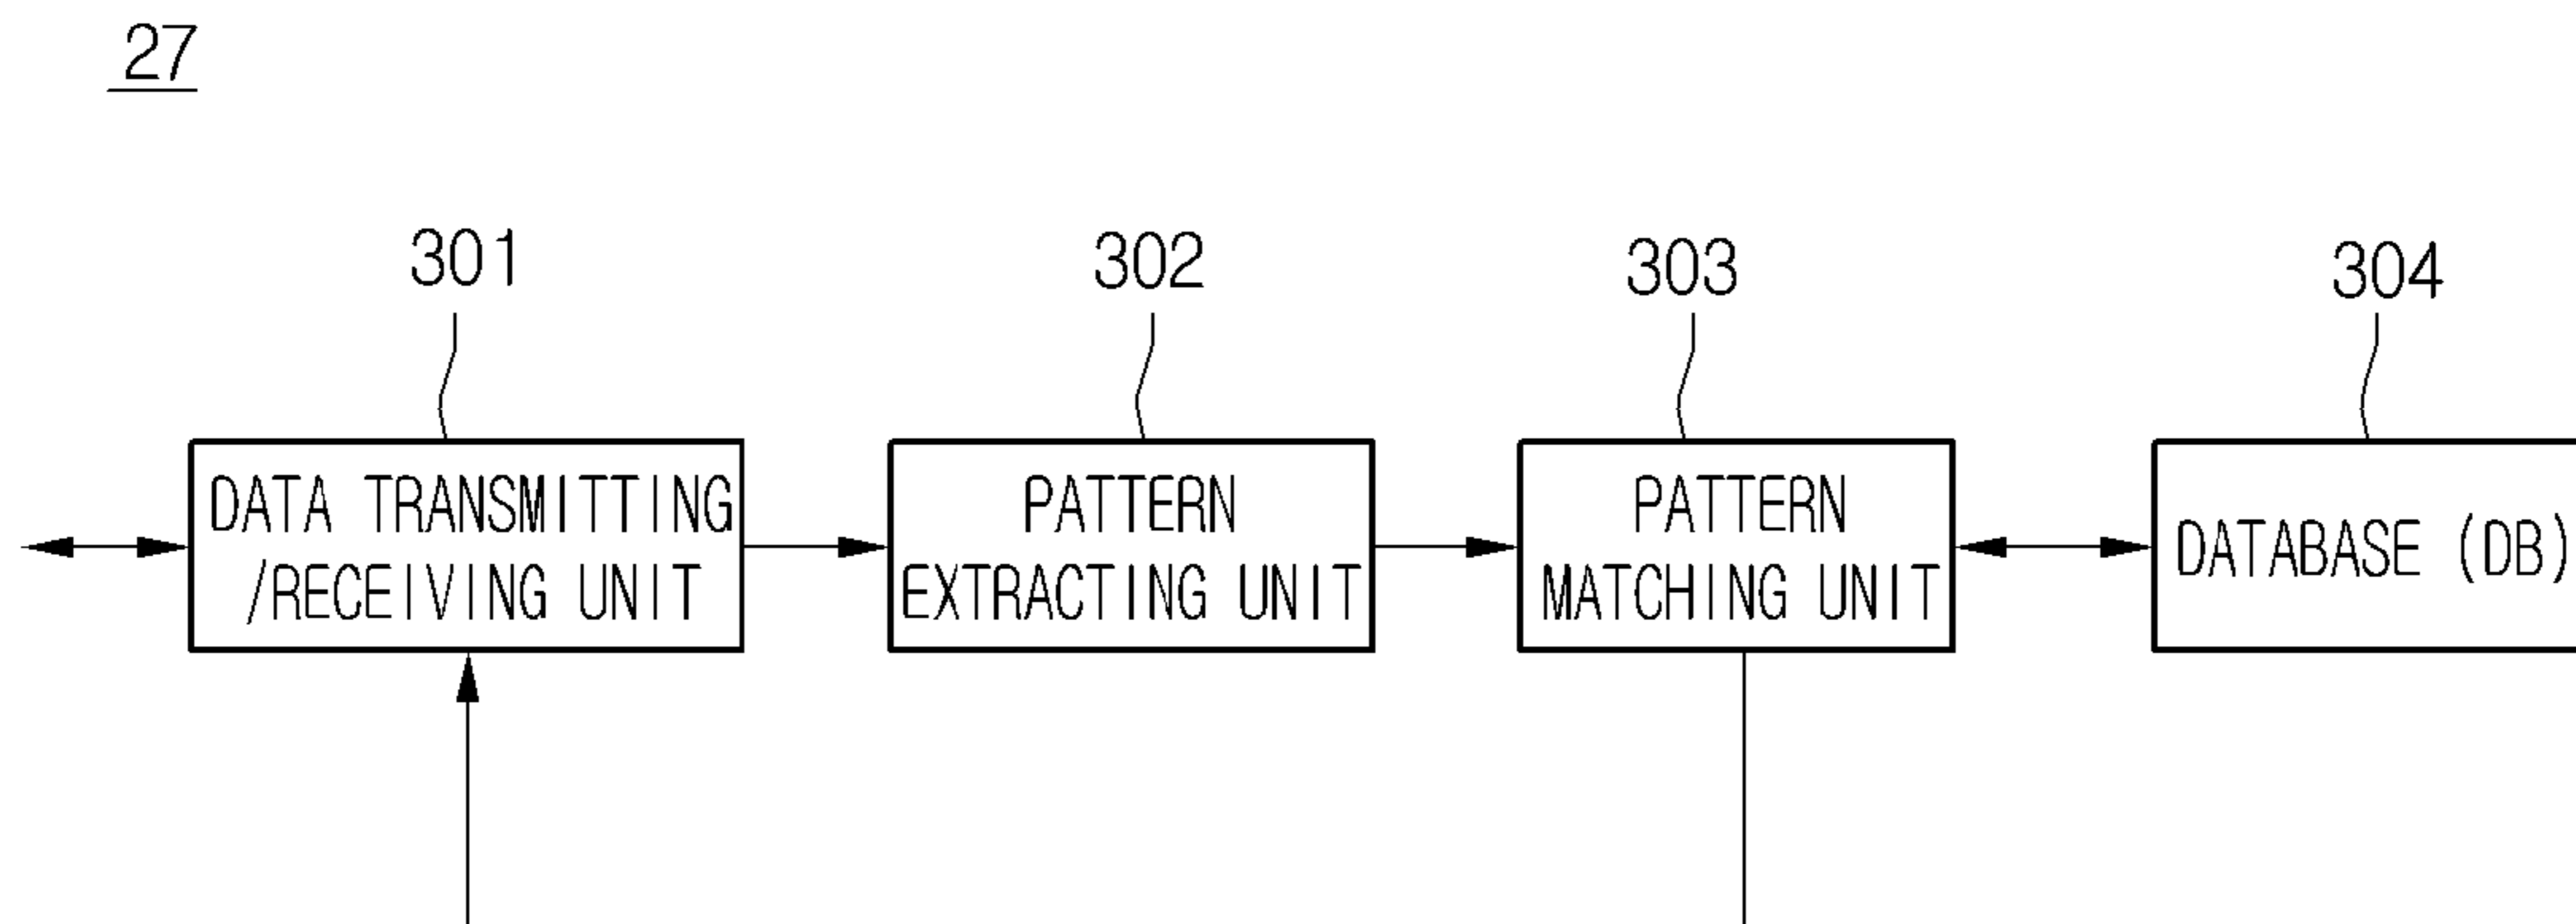 27
301
302
303
304
DATA TRANSMITTING
/RECEIVING UNIT
PATTERN
EXTRACTING UNIT
PATTERN
MATCHING UNIT
DATABASE (DB)